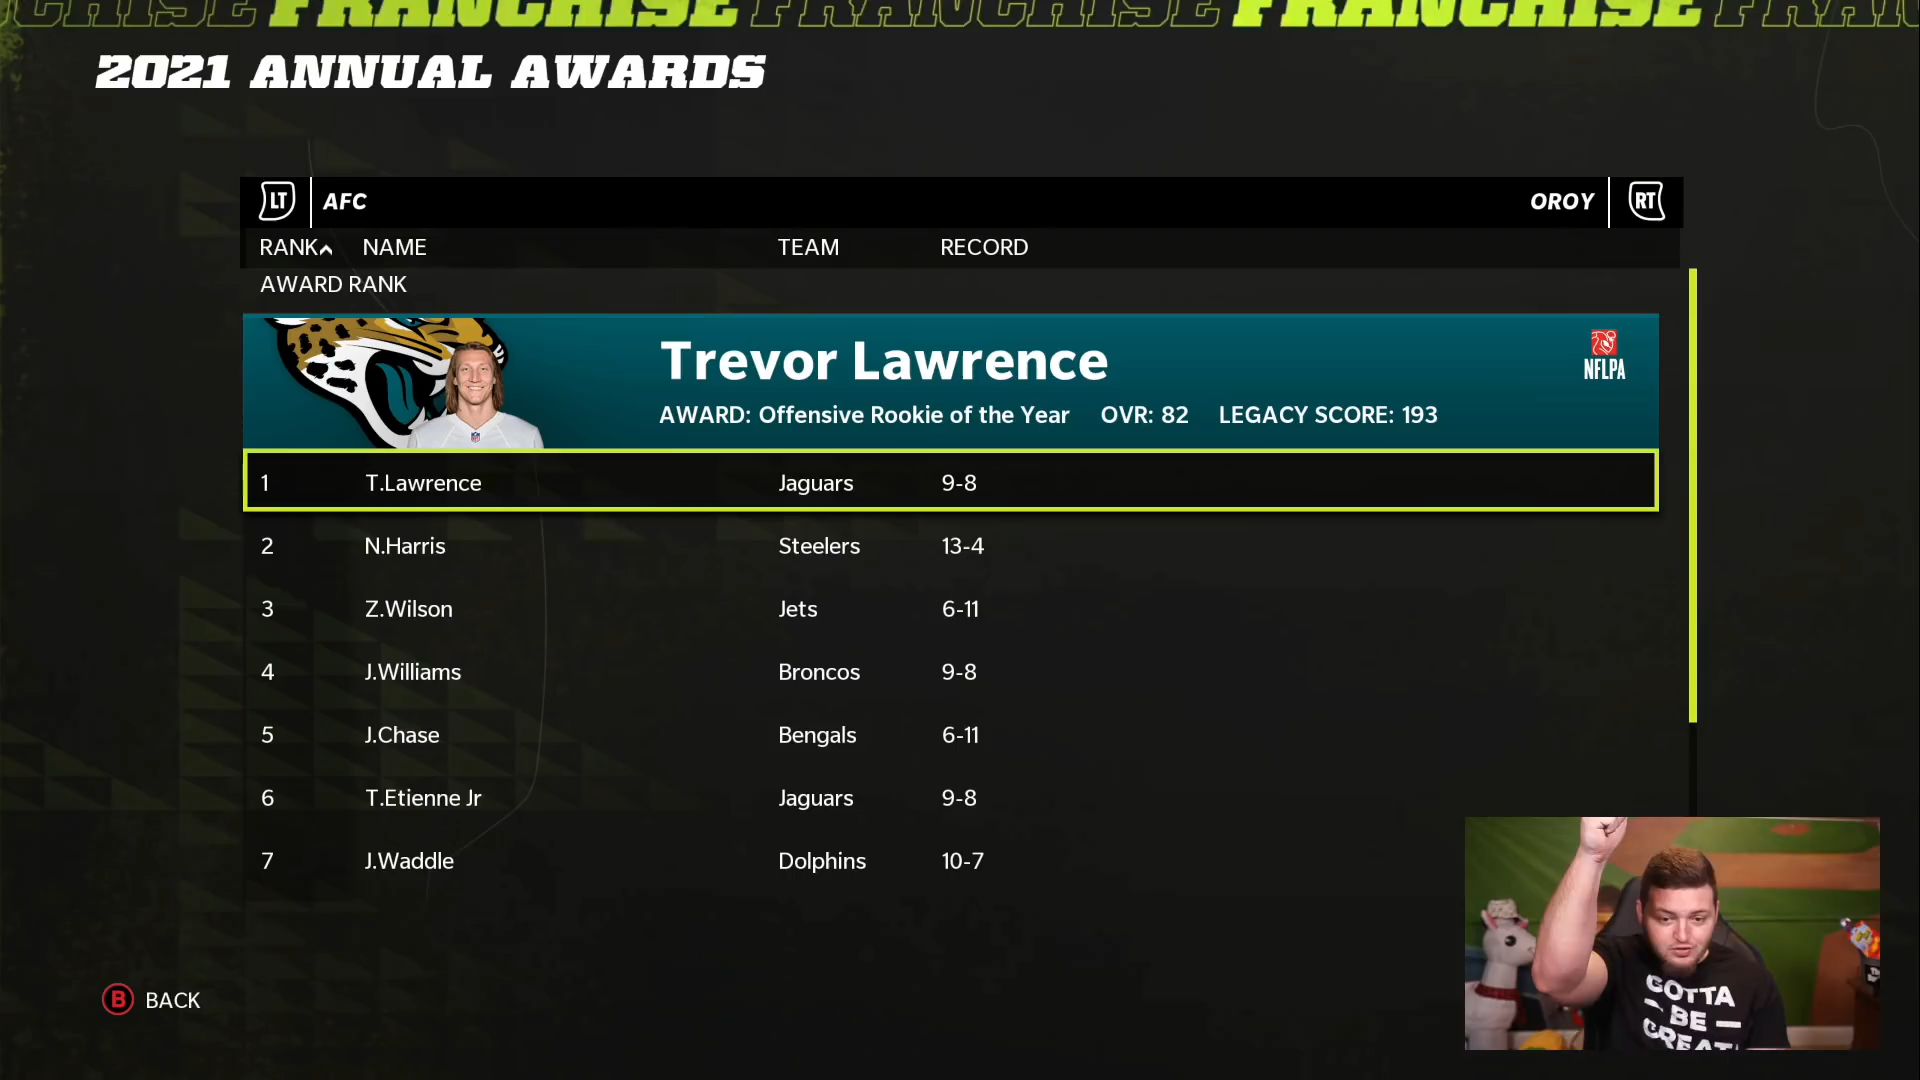 CHISE FRANCHISE FRANCHISE FRANCHISE FRAN
2021 ANNUAL AWARDS
LT AFC OROY RT
RANK NAME TEAM RECORD
AWARD RANK
Trevor Lawrence
NFLPA
AWARD: Offensive Rookie of the Year OVR: 82 LEGACY SCORE: 193
1 T.Lawrence Jaguars 9-8
2 N.Harris Steelers 13-4
3 Z.Wilson Jets 6-11
4 J.Williams Broncos 9-8
5 J.Chase Bengals 6-11
6 T.Etienne Jr Jaguars 9-8
7 J.Waddle Dolphins 10-7
B BACK
GOTTA
BE
GREAT